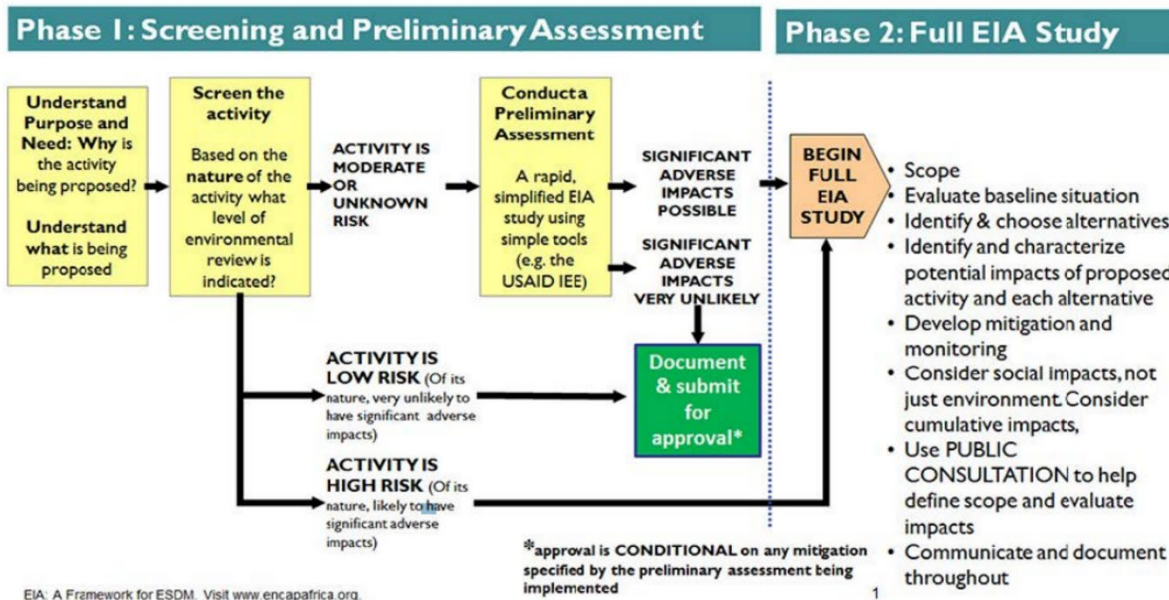 Phase 1: Screening and Preliminary Assessment
Phase 2: Full EIA Study
Understand
Purpose and
Need: Why is
the activity
being proposed?
Understand
what is being
proposed
Screen the
activity
Based on the
nature of the
activity what
level of
environmental
review is
indicated?
ACTIVITY IS
MODERATE
OR
UNKNOWN
RISK
Conduct a
Preliminary
Assessment
A rapid,
simplified EIA
study using
simple tools
(e.g. the
USAID IEE)
SIGNIFICANT
ADVERSE
IMPACTS
POSSIBLE
SIGNIFICANT
ADVERSE
IMPACTS
VERY UNLIKELY
ACTIVITY IS
LOW RISK (Of its
nature, very unlikely to
have significant adverse
impacts)
ACTIVITY IS
HIGH RISK (Of its
nature, likely to have
significant adverse
impacts)
Document
& submit
for
approval*
*approval is CONDITIONAL on any mitigation
specified by the preliminary assessment being
implemented
BEGIN
FULL
EIA
STUDY
• Scope
• Evaluate baseline situation
• Identify & choose alternatives
• Identify and characterize
potential impacts of proposed
activity and each alternative
• Develop mitigation and
monitoring
• Consider social impacts, not
just environment. Consider
cumulative impacts,
• Use PUBLIC
CONSULTATION to help
define scope and evaluate
impacts
• Communicate and document
throughout
EIA: A Framework for ESDM. Visit www.encapafrica.org.
1